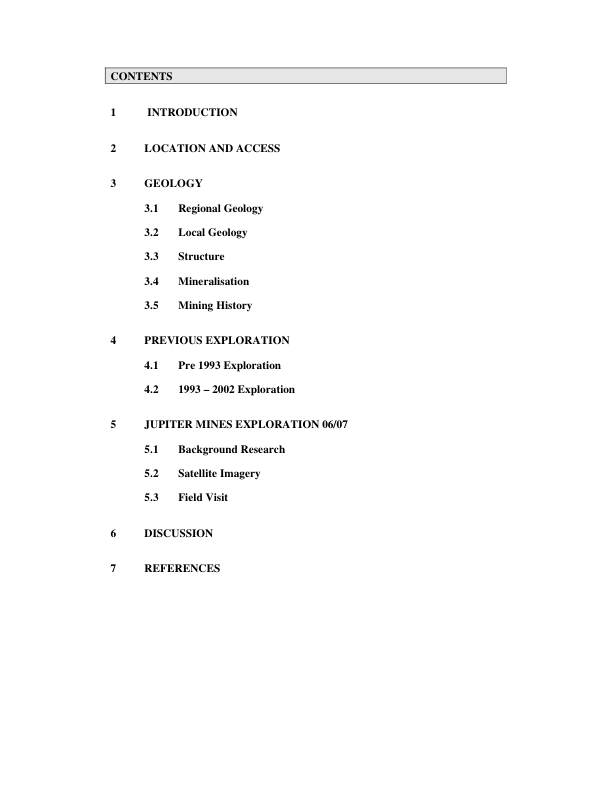 CONTENTS
1 INTRODUCTION
2 LOCATION AND ACCESS
3 GEOLOGY
3.1 Regional Geology
3.2 Local Geology
3.3 Structure
3.4 Mineralisation
3.5 Mining History
4 PREVIOUS EXPLORATION
4.1 Pre 1993 Exploration
4.2 1993 – 2002 Exploration
5 JUPITER MINES EXPLORATION 06/07
5.1 Background Research
5.2 Satellite Imagery
5.3 Field Visit
6 DISCUSSION
7 REFERENCES